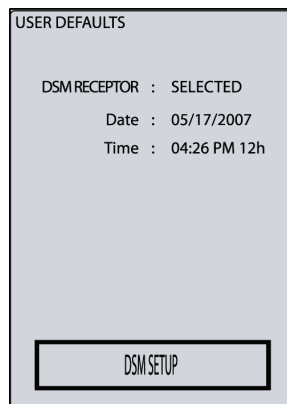 USER DEFAULTS
DSM RECEPTOR : SELECTED
Date : 05/17/2007
Time : 04:26 PM 12h
DSM SETUP